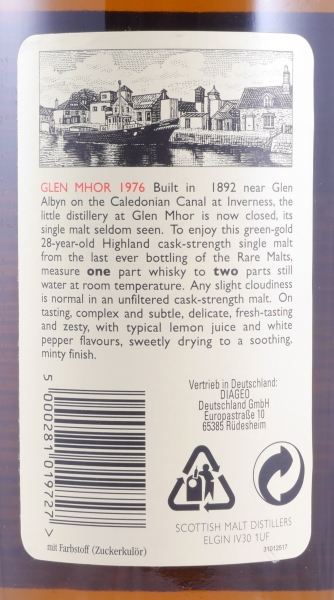 GLEN MHOR 1976 Built in 1892 near Glen
Albyn on the Caledonian Canal at Inverness, the
little distillery at Glen Mhor is now closed, its
single malt seldom seen. To enjoy this green-gold
28-year-old Highland cask-strength single malt
from the last ever bottling of the Rare Malts,
measure one part whisky to two parts still
water at room temperature. Any slight cloudiness
is normal in an unfiltered cask-strength malt. On
tasting, complex and subtle, delicate, fresh-tasting
and zesty, with typical lemon juice and white
pepper flavours, sweetly drying to a soothing,
minty finish.
5 000281 019727 >
mit Farbstoff (Zuckerkulör)
Vertrieb in Deutschland:
DIAGEO
Deutschland GmbH
Europastraße 10
65385 Rüdesheim
SCOTTISH MALT DISTILLERS
ELGIN IV30 1UF
31012617